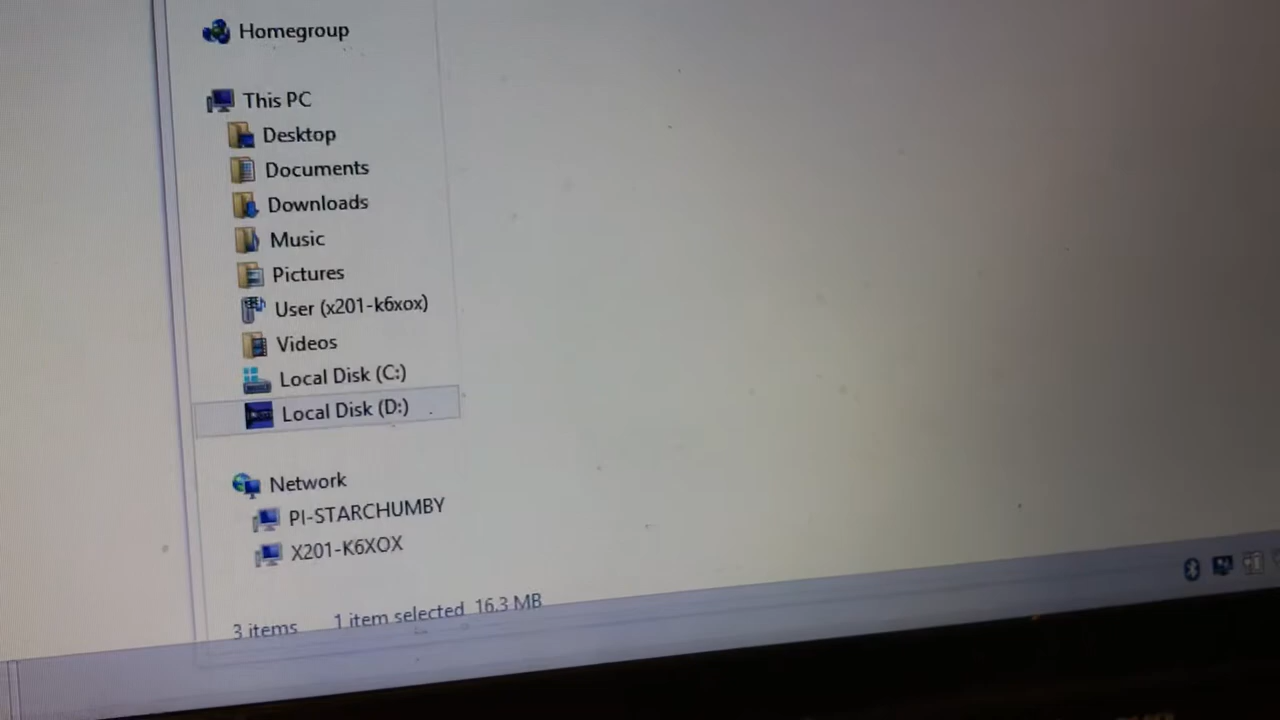 Homegroup
This PC
Desktop
Documents
Downloads
Music
Pictures
User (x201-k6xox)
Videos
Local Disk (C:)
Local Disk (D:)
Network
PI-STARCHUMBY
X201-K6XOX
3 items 1 item selected 16.3 MB